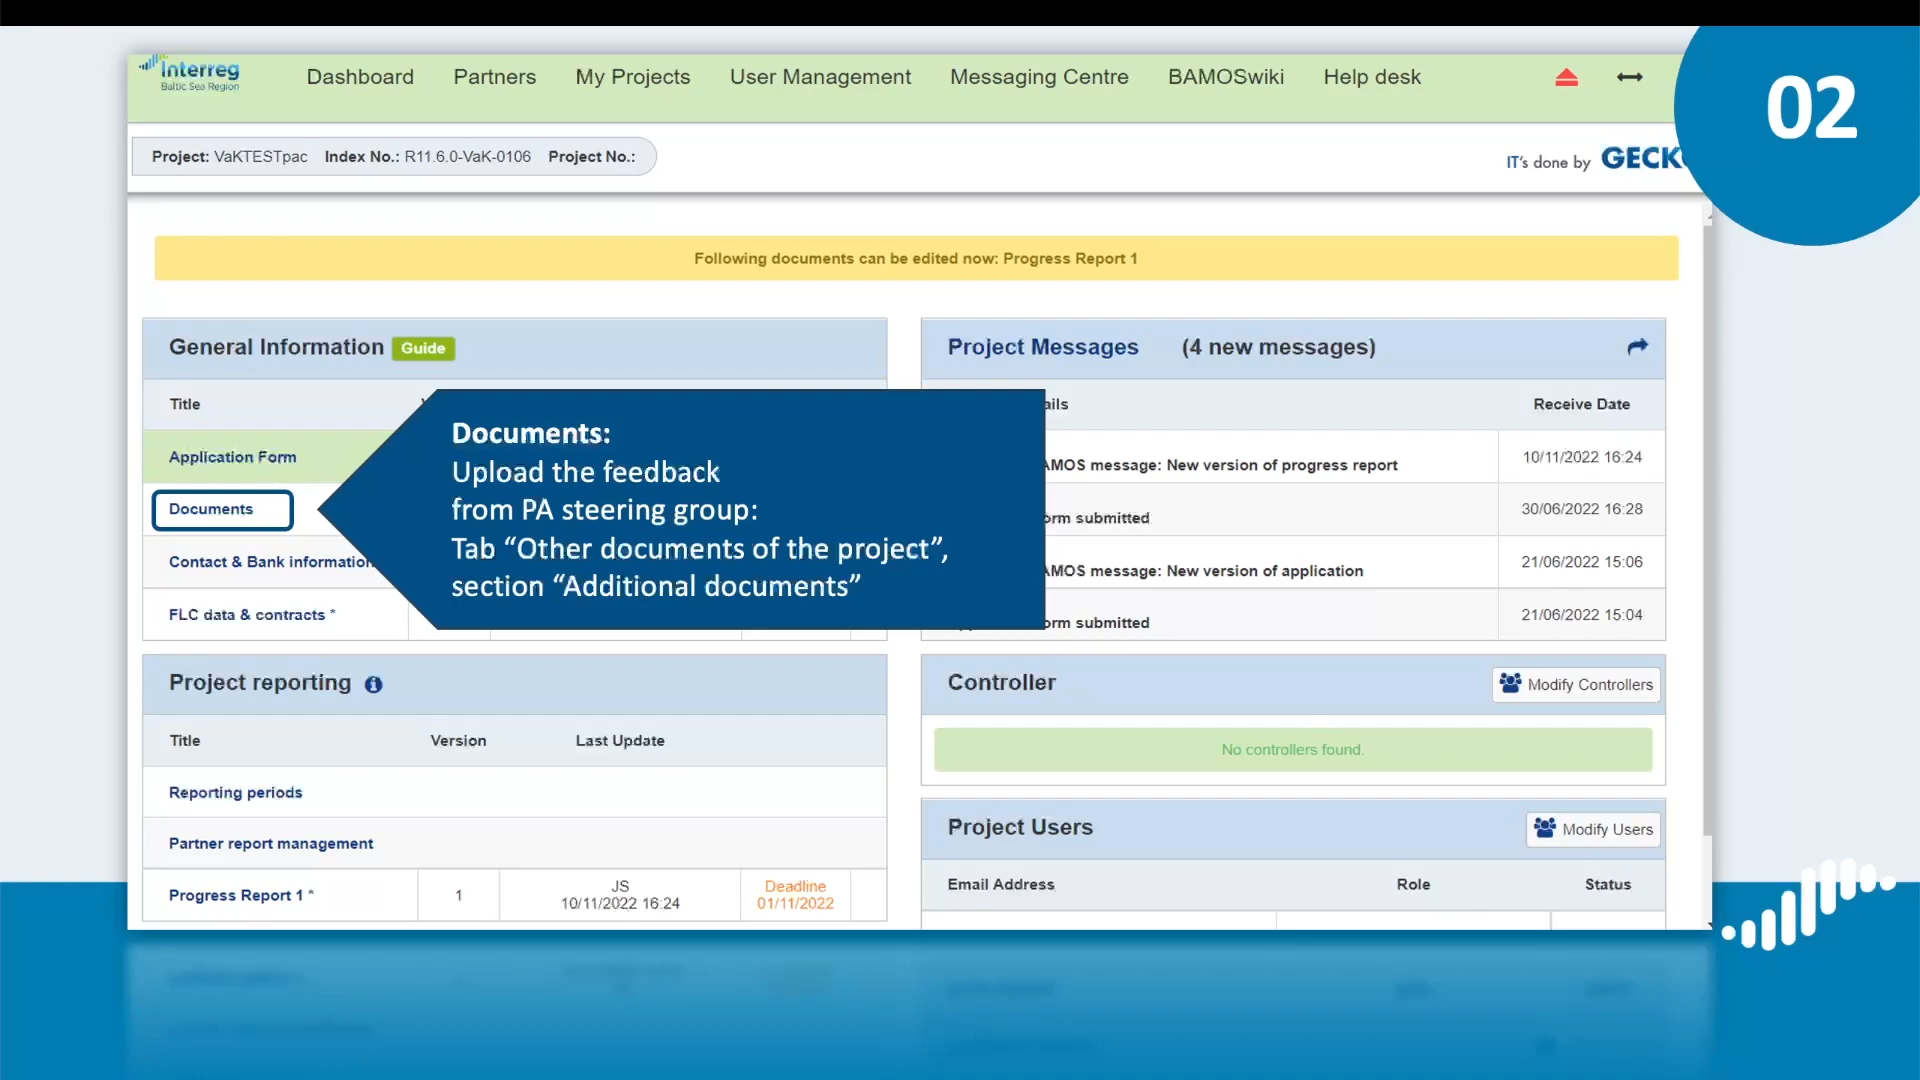 Interreg
Baltic Sea Region
Dashboard Partners My Projects User Management Messaging Centre BAMOSwiki Help desk
02
Project: VaKTESTpac Index No.: R11.6.0-VaK-0106 Project No.:
IT's done by GECK
Following documents can be edited now: Progress Report 1
General Information Guide
Title
Application Form
Documents
Contact & Bank information
FLC data & contracts *
Documents:
Upload the feedback
from PA steering group:
Tab “Other documents of the project”,
section “Additional documents”
Project Messages (4 new messages)
Receive Date
AMOS message: New version of progress report 10/11/2022 16:24
orm submitted 30/06/2022 16:28
AMOS message: New version of application 21/06/2022 15:06
orm submitted 21/06/2022 15:04
Project reporting
Title Version Last Update
Reporting periods
Partner report management
Progress Report 1 * 1 JS 10/11/2022 16:24 Deadline 01/11/2022
Controller Modify Controllers
No controllers found.
Project Users Modify Users
Email Address Role Status